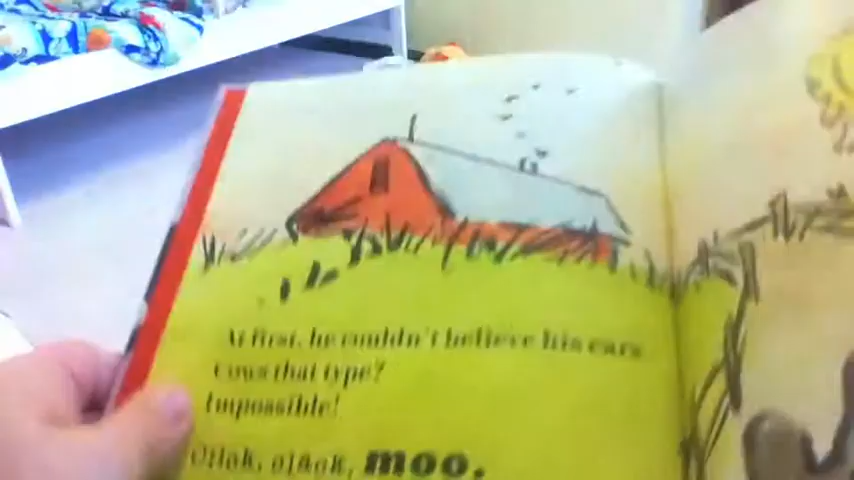 At first, he couldn't believe his ears.
Cows that type?
Impossible!
moo.